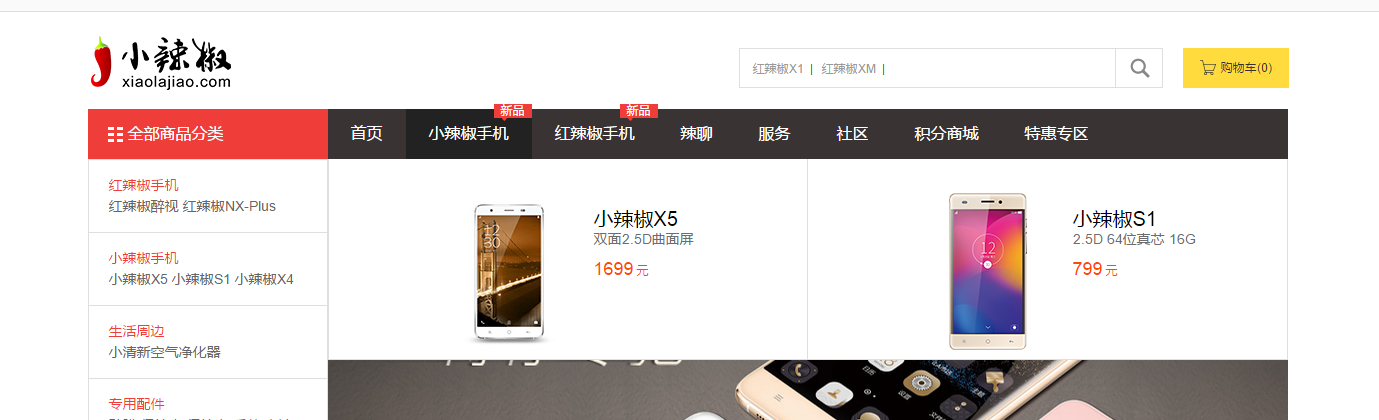 小辣椒
xiaolajiao.com
红辣椒X1 | 红辣椒XM |
购物车(0)
新品
新品
全部商品分类
首页
小辣椒手机
红辣椒手机
辣聊
服务
社区
积分商城
特惠专区
红辣椒手机
红辣椒醉视 红辣椒NX-Plus
小辣椒手机
小辣椒X5 小辣椒S1 小辣椒X4
生活周边
小清新空气净化器
专用配件
12
30
小辣椒X5
双面2.5D曲面屏
1699 元
12
小辣椒S1
2.5D 64位真芯 16G
799 元
日历
设置
主题